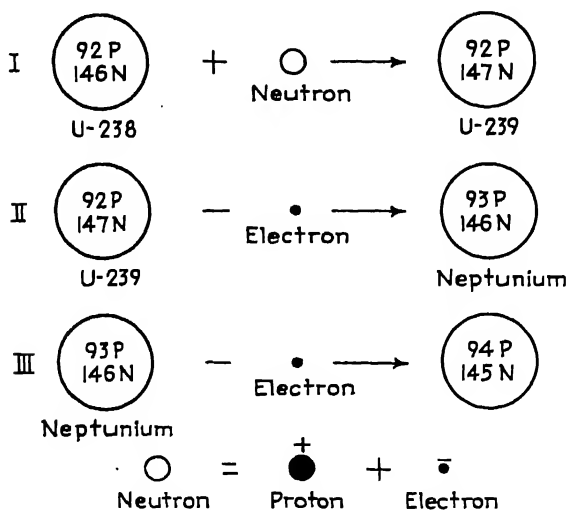 I 92 P 146 N + Neutron 92 P 147 N
U-238 U-239
II 92 P 147 N − Electron 93 P 146 N
U-239 Neptunium
III 93 P 146 N − Electron 94 P 145 N
Neptunium
+ −
= +
Neutron Proton Electron